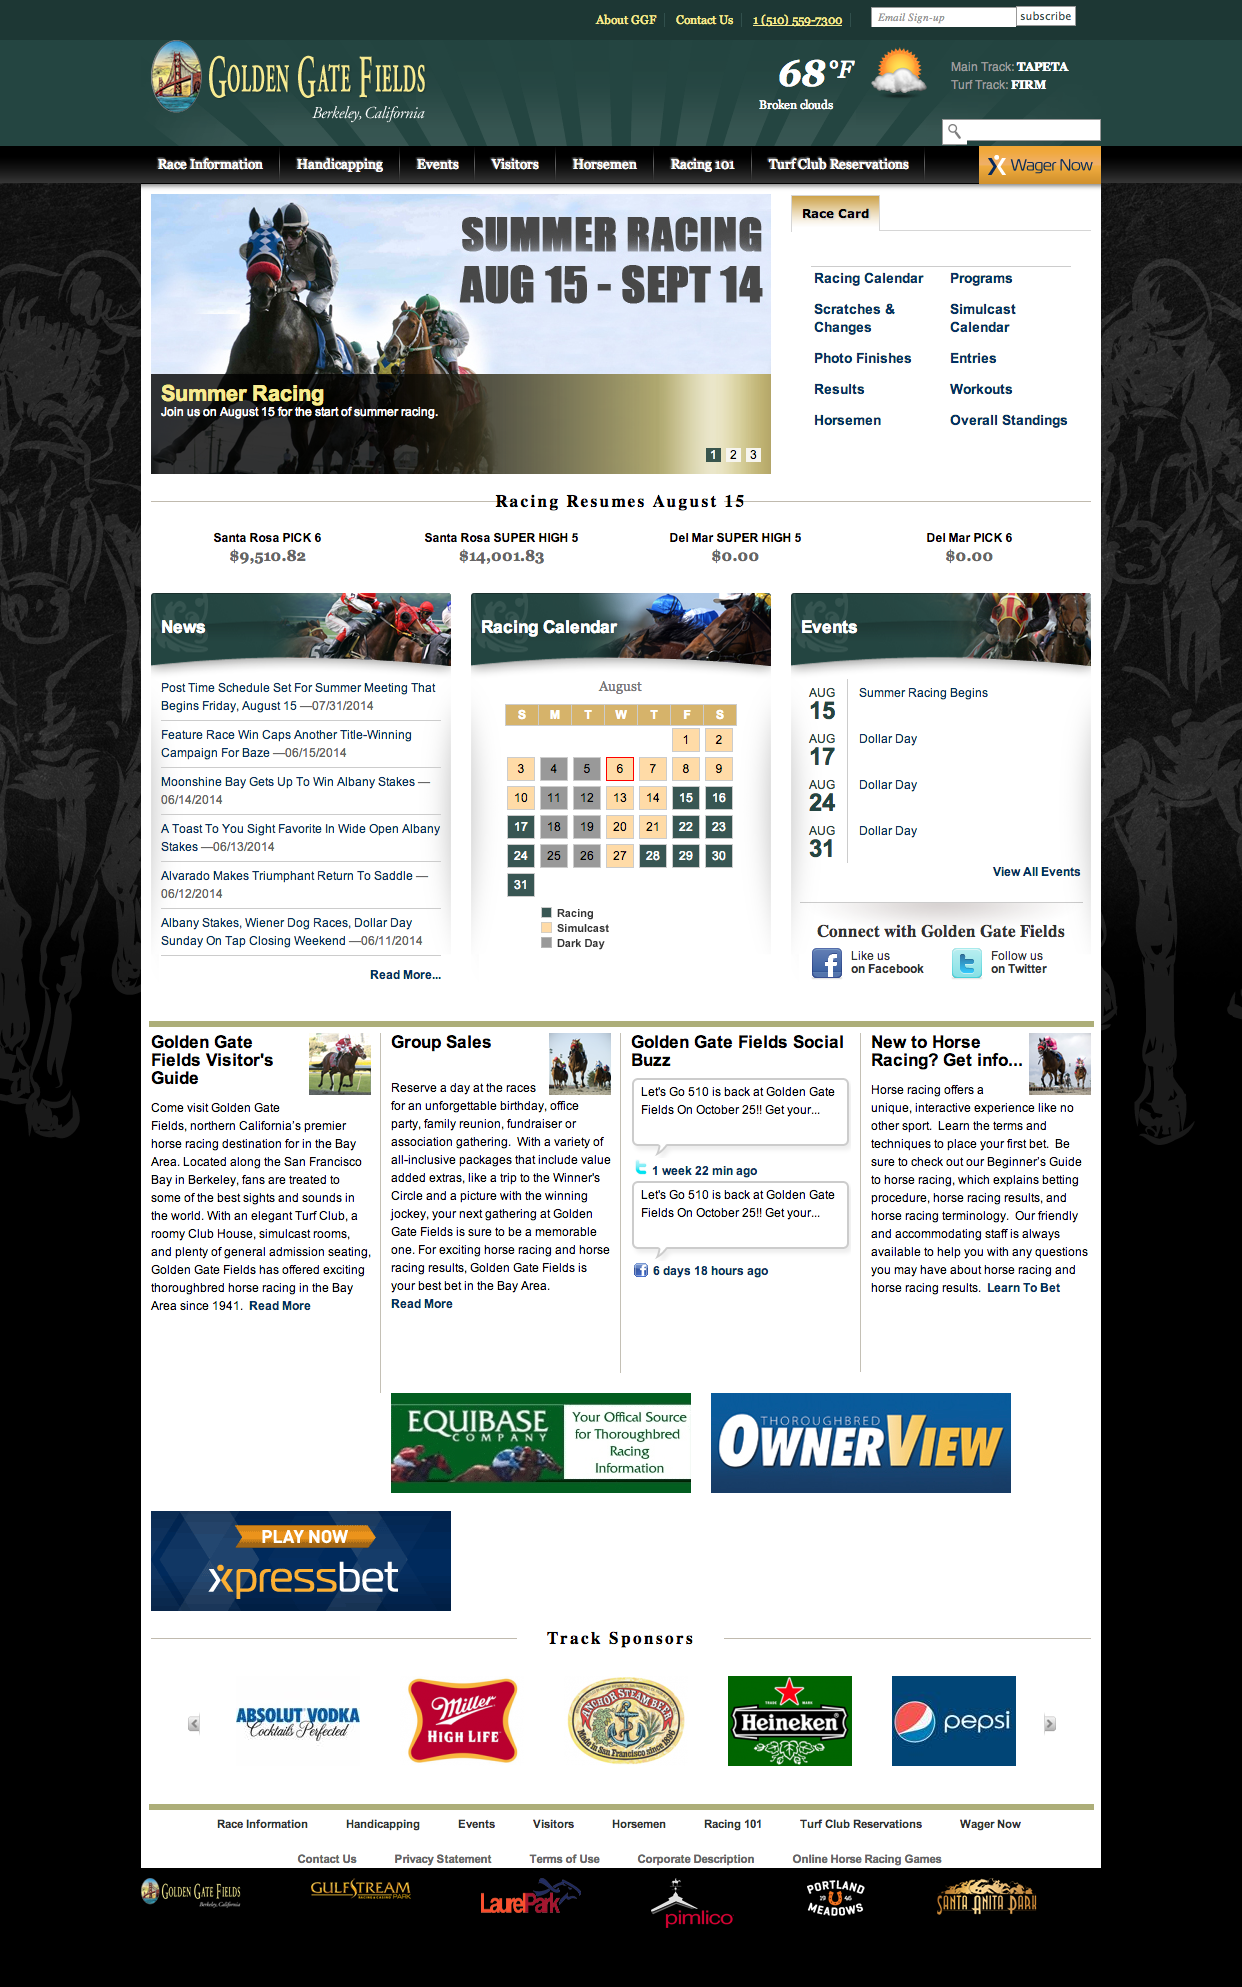 About GGF
Contact Us
1 (510) 559-7300
Email Sign-up
subscribe
GOLDEN GATE FIELDS
Berkeley, California
68°F
Broken clouds
Main Track: TAPETA
Turf Track: FIRM
Race Information
Handicapping
Events
Visitors
Horsemen
Racing 101
Turf Club Reservations
Wager Now
SUMMER RACING
AUG 15 - SEPT 14
Summer Racing
Join us on August 15 for the start of summer racing.
1 2 3
Race Card
Racing Calendar
Programs
Scratches &
Changes
Simulcast
Calendar
Photo Finishes
Entries
Results
Workouts
Horsemen
Overall Standings
Racing Resumes August 15
Santa Rosa PICK 6
$9,510.82
Santa Rosa SUPER HIGH 5
$14,001.83
Del Mar SUPER HIGH 5
$0.00
Del Mar PICK 6
$0.00
News
Post Time Schedule Set For Summer Meeting That
Begins Friday, August 15 —07/31/2014
Feature Race Win Caps Another Title-Winning
Campaign For Baze —06/15/2014
Moonshine Bay Gets Up To Win Albany Stakes —
06/14/2014
A Toast To You Sight Favorite In Wide Open Albany
Stakes —06/13/2014
Alvarado Makes Triumphant Return To Saddle —
06/12/2014
Albany Stakes, Wiener Dog Races, Dollar Day
Sunday On Tap Closing Weekend —06/11/2014
Read More...
Racing Calendar
August
S M T W T F S
1 2
3 4 5 6 7 8 9
10 11 12 13 14 15 16
17 18 19 20 21 22 23
24 25 26 27 28 29 30
31
Racing
Simulcast
Dark Day
Events
AUG
15
Summer Racing Begins
AUG
17
Dollar Day
AUG
24
Dollar Day
AUG
31
Dollar Day
View All Events
Connect with Golden Gate Fields
Like us
on Facebook
Follow us
on Twitter
Golden Gate
Fields Visitor's
Guide
Come visit Golden Gate
Fields, northern California's premier
horse racing destination for in the Bay
Area. Located along the San Francisco
Bay in Berkeley, fans are treated to
some of the best sights and sounds in
the world. With an elegant Turf Club, a
roomy Club House, simulcast rooms,
and plenty of general admission seating,
Golden Gate Fields has offered exciting
thoroughbred horse racing in the Bay
Area since 1941. Read More
Group Sales
Reserve a day at the races
for an unforgettable birthday, office
party, family reunion, fundraiser or
association gathering. With a variety of
all-inclusive packages that include value
added extras, like a trip to the Winner's
Circle and a picture with the winning
jockey, your next gathering at Golden
Gate Fields is sure to be a memorable
one. For exciting horse racing and horse
racing results, Golden Gate Fields is
your best bet in the Bay Area.
Read More
Golden Gate Fields Social
Buzz
Let's Go 510 is back at Golden Gate
Fields On October 25!! Get your...
1 week 22 min ago
Let's Go 510 is back at Golden Gate
Fields On October 25!! Get your...
6 days 18 hours ago
New to Horse
Racing? Get info...
Horse racing offers a
unique, interactive experience like no
other sport. Learn the terms and
techniques to place your first bet. Be
sure to check out our Beginner's Guide
to horse racing, which explains betting
procedure, horse racing results, and
horse racing terminology. Our friendly
and accommodating staff is always
available to help you with any questions
you may have about horse racing and
horse racing results. Learn To Bet
EQUIBASE
COMPANY
Your Offical Source
for Thoroughbred
Racing
Information
THOROUGHBRED
OWNERVIEW
PLAY NOW
xpressbet
Track Sponsors
ABSOLUT VODKA
Cocktails Perfected
Miller
HIGH LIFE
ANCHOR STEAM BEER
Made in San Francisco since 1896
TRADE MARK
Heineken
pepsi
Race Information
Handicapping
Events
Visitors
Horsemen
Racing 101
Turf Club Reservations
Wager Now
Contact Us
Privacy Statement
Terms of Use
Corporate Description
Online Horse Racing Games
GOLDEN GATE FIELDS
Berkeley, California
GULFSTREAM
PARK
LaurelPark
pimlico
PORTLAND
19 46
MEADOWS
SANTA ANITA PARK